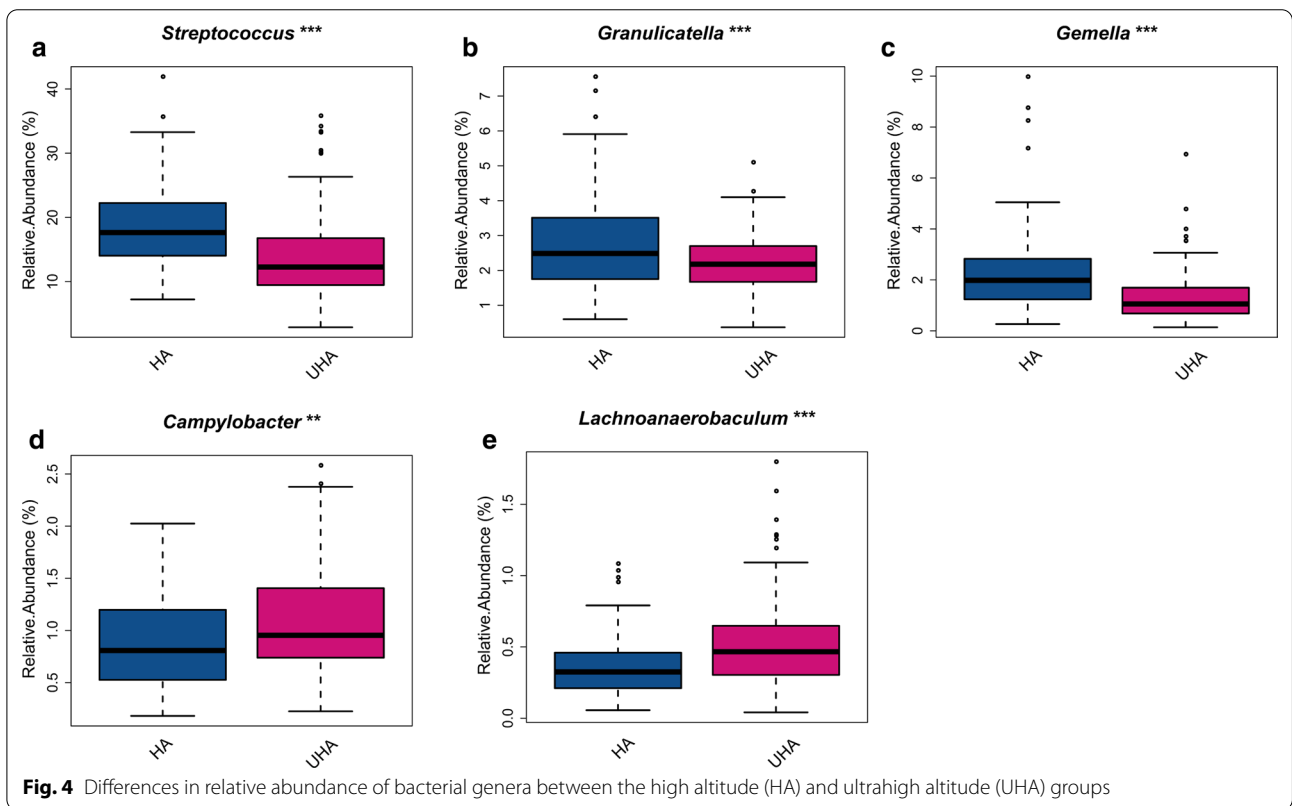 a
Streptococcus ***
Relative.Abundance (%)
40
30
20
10
HA
UHA
b
Granulicatella ***
Relative.Abundance (%)
7
6
5
4
3
2
1
HA
UHA
c
Gemella ***
Relative.Abundance (%)
10
8
6
4
2
0
HA
UHA
d
Campylobacter **
Relative.Abundance (%)
2.5
2.0
1.5
1.0
0.5
HA
UHA
e
Lachnoanaerobaculum ***
Relative.Abundance (%)
1.5
1.0
0.5
0.0
HA
UHA
Fig. 4 Differences in relative abundance of bacterial genera between the high altitude (HA) and ultrahigh altitude (UHA) groups